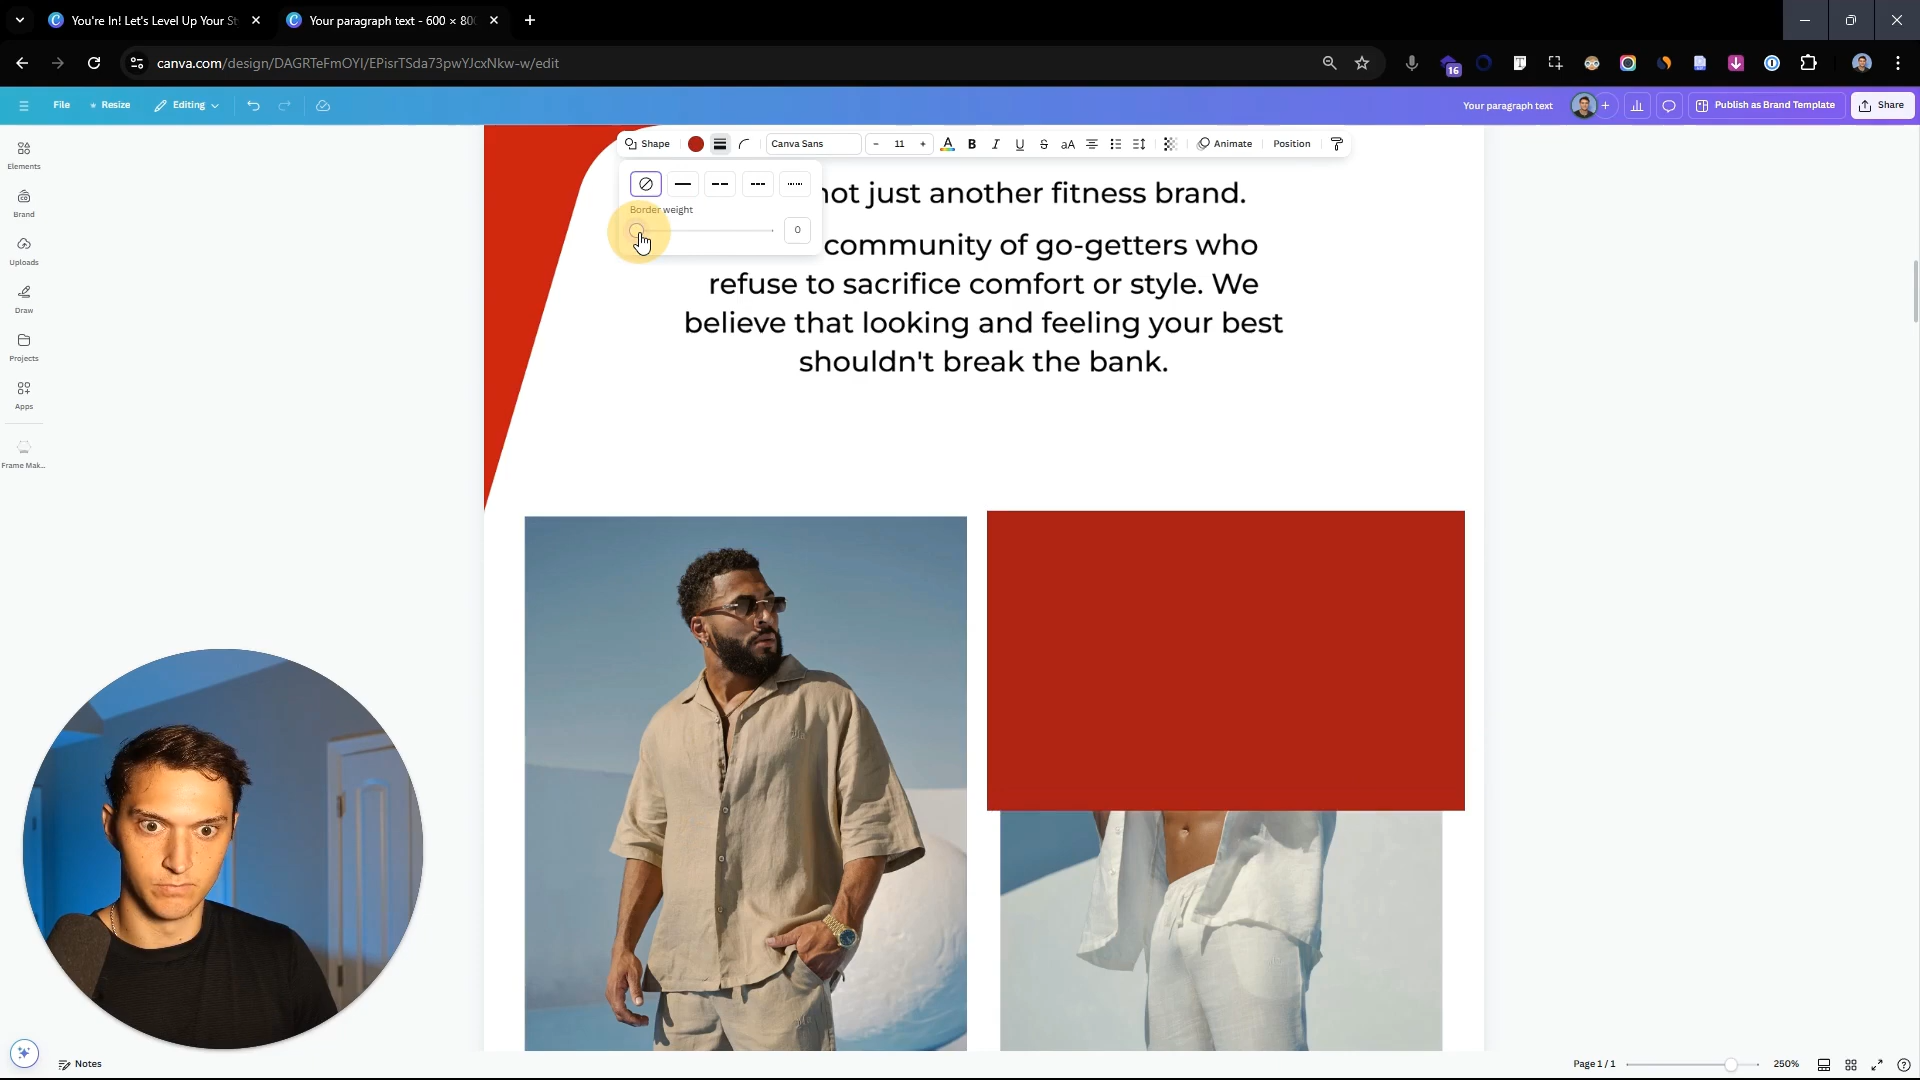 You're In! Let's Level Up Your St
Your paragraph text - 600 × 800
canva.com/design/DAGRTeFmOYI/EPisrTSda73pwYJcxNkw-w/edit
16
File
Resize
Editing
Your paragraph text
Publish as Brand Template
Share
Elements
Brand
Uploads
Draw
Projects
Apps
Frame Mak...
Shape
Canva Sans
- 11 +
A B I U S aA
Animate
Position
Border weight
0
not just another fitness brand.
community of go-getters who
refuse to sacrifice comfort or style. We
believe that looking and feeling your best
shouldn't break the bank.
Notes
Page 1 / 1
250%